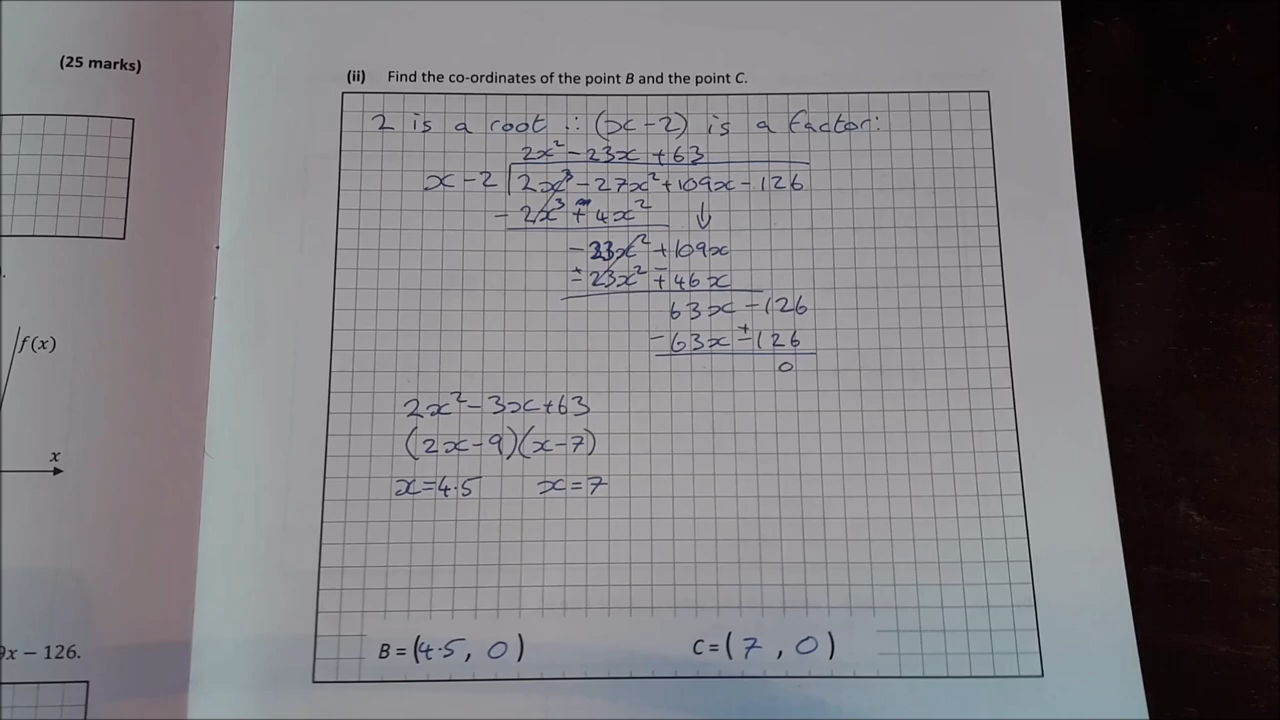 (25 marks)
f(x)
x
9x − 126.
(ii) Find the co-ordinates of the point B and the point C.
2 is a root ∴ (x-2) is a factor:
2x² - 23x + 63
x - 2 | 2x³ - 27x² + 109x - 126
- 2x³ + 4x² ↓
- 23x² + 109x
± 23x² ∓ 46x
63x - 126
- 63x ± 126
0
2x² - 3x + 63
(2x - 9)(x - 7)
x = 4.5 x = 7
B = (4.5, 0) C = (7, 0)